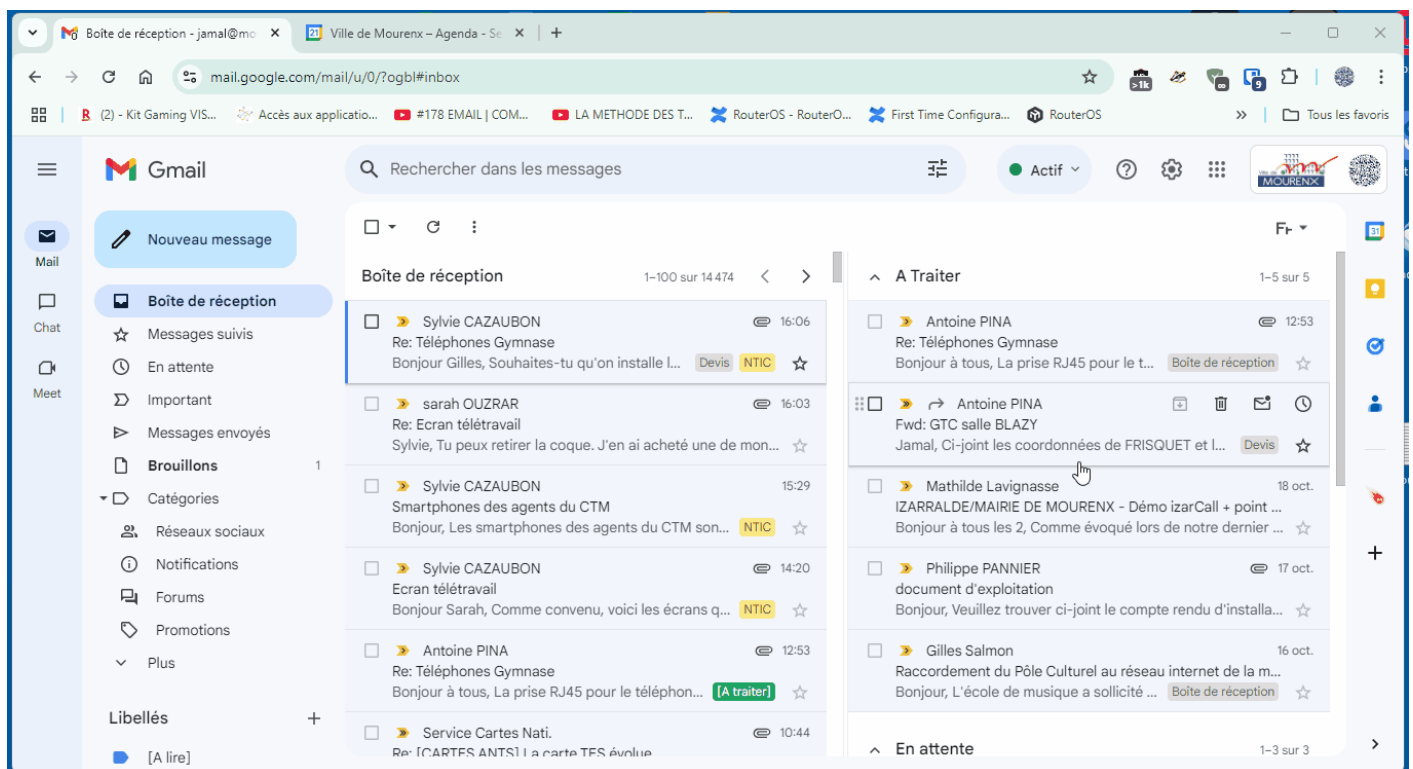 Boîte de réception - jamal@mo
Ville de Mourenx – Agenda - Se
mail.google.com/mail/u/0/?ogbl#inbox
>1k
9
(2) - Kit Gaming VIS...
Accès aux applicatio...
#178 EMAIL | COM...
LA METHODE DES T...
RouterOS - RouterO...
First Time Configura...
RouterOS
Tous les favoris
Gmail
Rechercher dans les messages
Actif
MOURENX
Mail
Chat
Meet
Nouveau message
Boîte de réception
Messages suivis
En attente
Important
Messages envoyés
Brouillons 1
Catégories
Réseaux sociaux
Notifications
Forums
Promotions
Plus
Libellés
[A lire]
Boîte de réception 1–100 sur 14 474
Sylvie CAZAUBON 16:06
Re: Téléphones Gymnase
Bonjour Gilles, Souhaites-tu qu'on installe l... Devis NTIC
sarah OUZRAR 16:03
Re: Ecran télétravail
Sylvie, Tu peux retirer la coque. J'en ai acheté une de mon...
Sylvie CAZAUBON 15:29
Smartphones des agents du CTM
Bonjour, Les smartphones des agents du CTM son... NTIC
Sylvie CAZAUBON 14:20
Ecran télétravail
Bonjour Sarah, Comme convenu, voici les écrans q... NTIC
Antoine PINA 12:53
Re: Téléphones Gymnase
Bonjour à tous, La prise RJ45 pour le téléphon... [A traiter]
Service Cartes Nati. 10:44
Re: [CARTES ANTS] La carte TES évolue
Fr
A Traiter 1–5 sur 5
Antoine PINA 12:53
Re: Téléphones Gymnase
Bonjour à tous, La prise RJ45 pour le t... Boîte de réception
Antoine PINA
Fwd: GTC salle BLAZY
Jamal, Ci-joint les coordonnées de FRISQUET et l... Devis
Mathilde Lavignasse 18 oct.
IZARRALDE/MAIRIE DE MOURENX - Démo izarCall + point ...
Bonjour à tous les 2, Comme évoqué lors de notre dernier ...
Philippe PANNIER 17 oct.
document d'exploitation
Bonjour, Veuillez trouver ci-joint le compte rendu d'installa...
Gilles Salmon 16 oct.
Raccordement du Pôle Culturel au réseau internet de la m...
Bonjour, L'école de musique a sollicité ... Boîte de réception
En attente 1–3 sur 3
31